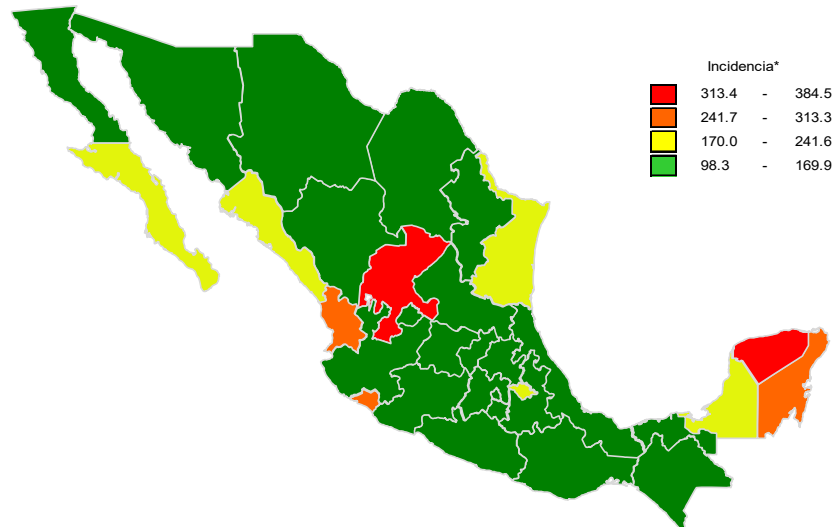 Incidencia*
313.4 - 384.5
241.7 - 313.3
170.0 - 241.6
98.3 - 169.9